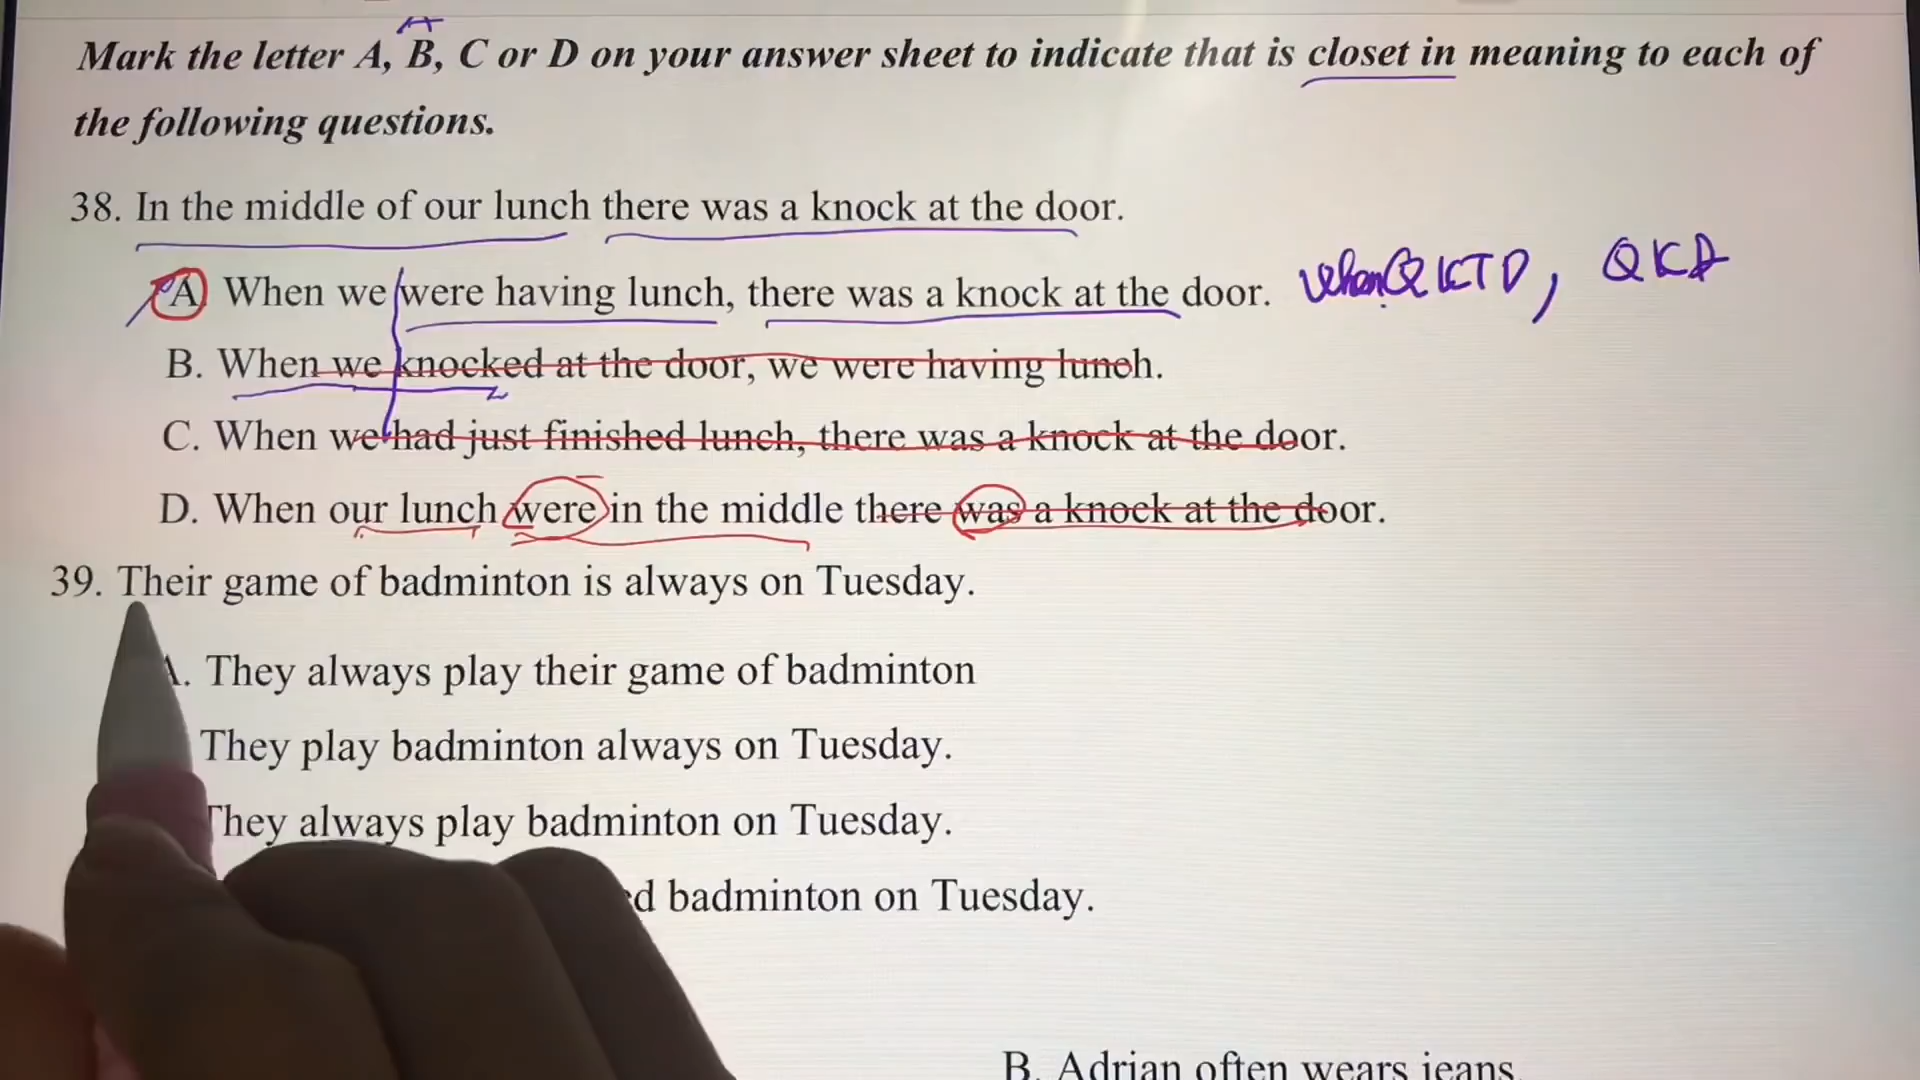 Mark the letter A, B, C or D on your answer sheet to indicate that is closet in meaning to each of
the following questions.
38. In the middle of our lunch there was a knock at the door.
A When we were having lunch, there was a knock at the door. When QKTD, QKĐ
B. When we knocked at the door, we were having lunch.
C. When we had just finished lunch, there was a knock at the door.
D. When our lunch were in the middle there was a knock at the door.
39. Their game of badminton is always on Tuesday.
A. They always play their game of badminton
They play badminton always on Tuesday.
They always play badminton on Tuesday.
badminton on Tuesday.
B. Adrian often wears jeans.